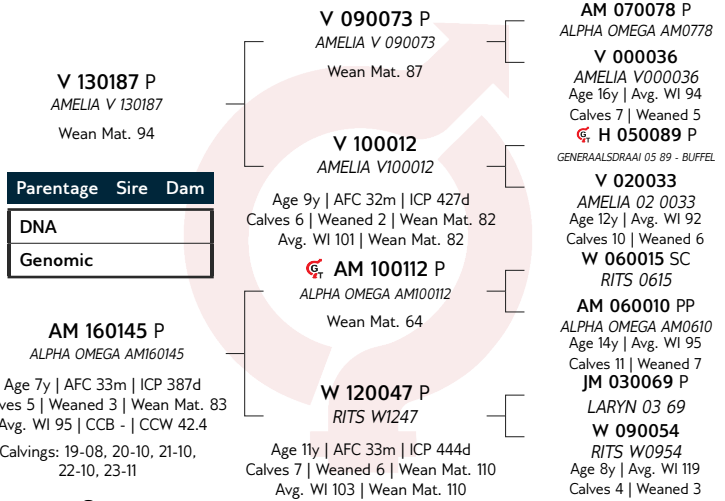 V 130187 P
AMELIA V 130187
Wean Mat. 94
Parentage Sire Dam
DNA
Genomic
AM 160145 P
ALPHA OMEGA AM160145
Age 7y | AFC 33m | ICP 387d
ves 5 | Weaned 3 | Wean Mat. 83
Avg. WI 95 | CCB - | CCW 42.4
Calvings: 19-08, 20-10, 21-10,
22-10, 23-11
V 090073 P
AMELIA V 090073
Wean Mat. 87
V 100012
AMELIA V100012
Age 9y | AFC 32m | ICP 427d
Calves 6 | Weaned 2 | Wean Mat. 82
Avg. WI 101 | Wean Mat. 82
GT AM 100112 P
ALPHA OMEGA AM100112
Wean Mat. 64
W 120047 P
RITS W1247
Age 11y | AFC 33m | ICP 444d
Calves 7 | Weaned 6 | Wean Mat. 110
Avg. WI 103 | Wean Mat. 110
AM 070078 P
ALPHA OMEGA AM0778
V 000036
AMELIA V000036
Age 16y | Avg. WI 94
Calves 7 | Weaned 5
GT H 050089 P
GENERAALSDRAAI 05 89 - BUFFEL
V 020033
AMELIA 02 0033
Age 12y | Avg. WI 92
Calves 10 | Weaned 6
W 060015 SC
RITS 0615
AM 060010 PP
ALPHA OMEGA AM0610
Age 14y | Avg. WI 95
Calves 11 | Weaned 7
JM 030069 P
LARYN 03 69
W 090054
RITS W0954
Age 8y | Avg. WI 119
Calves 4 | Weaned 3